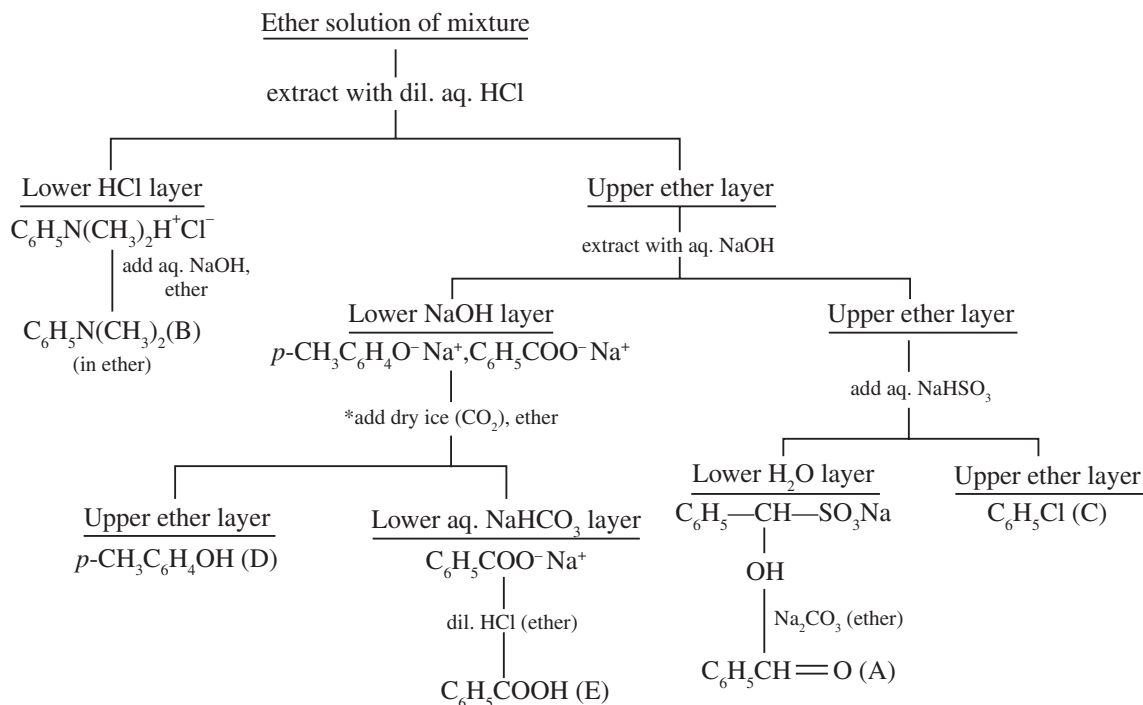 Ether solution of mixture
extract with dil. aq. HCl
Lower HCl layer
C₆H₅N(CH₃)₂H⁺Cl⁻
add aq. NaOH,
ether
C₆H₅N(CH₃)₂(B)
(in ether)
Upper ether layer
extract with aq. NaOH
Lower NaOH layer
p-CH₃C₆H₄O⁻ Na⁺,C₆H₅COO⁻ Na⁺
*add dry ice (CO₂), ether
Upper ether layer
p-CH₃C₆H₄OH (D)
Lower aq. NaHCO₃ layer
C₆H₅COO⁻ Na⁺
dil. HCl (ether)
C₆H₅COOH (E)
Upper ether layer
add aq. NaHSO₃
Lower H₂O layer
C₆H₅—CH—SO₃Na
OH
Na₂CO₃ (ether)
C₆H₅CH=O (A)
Upper ether layer
C₆H₅Cl (C)